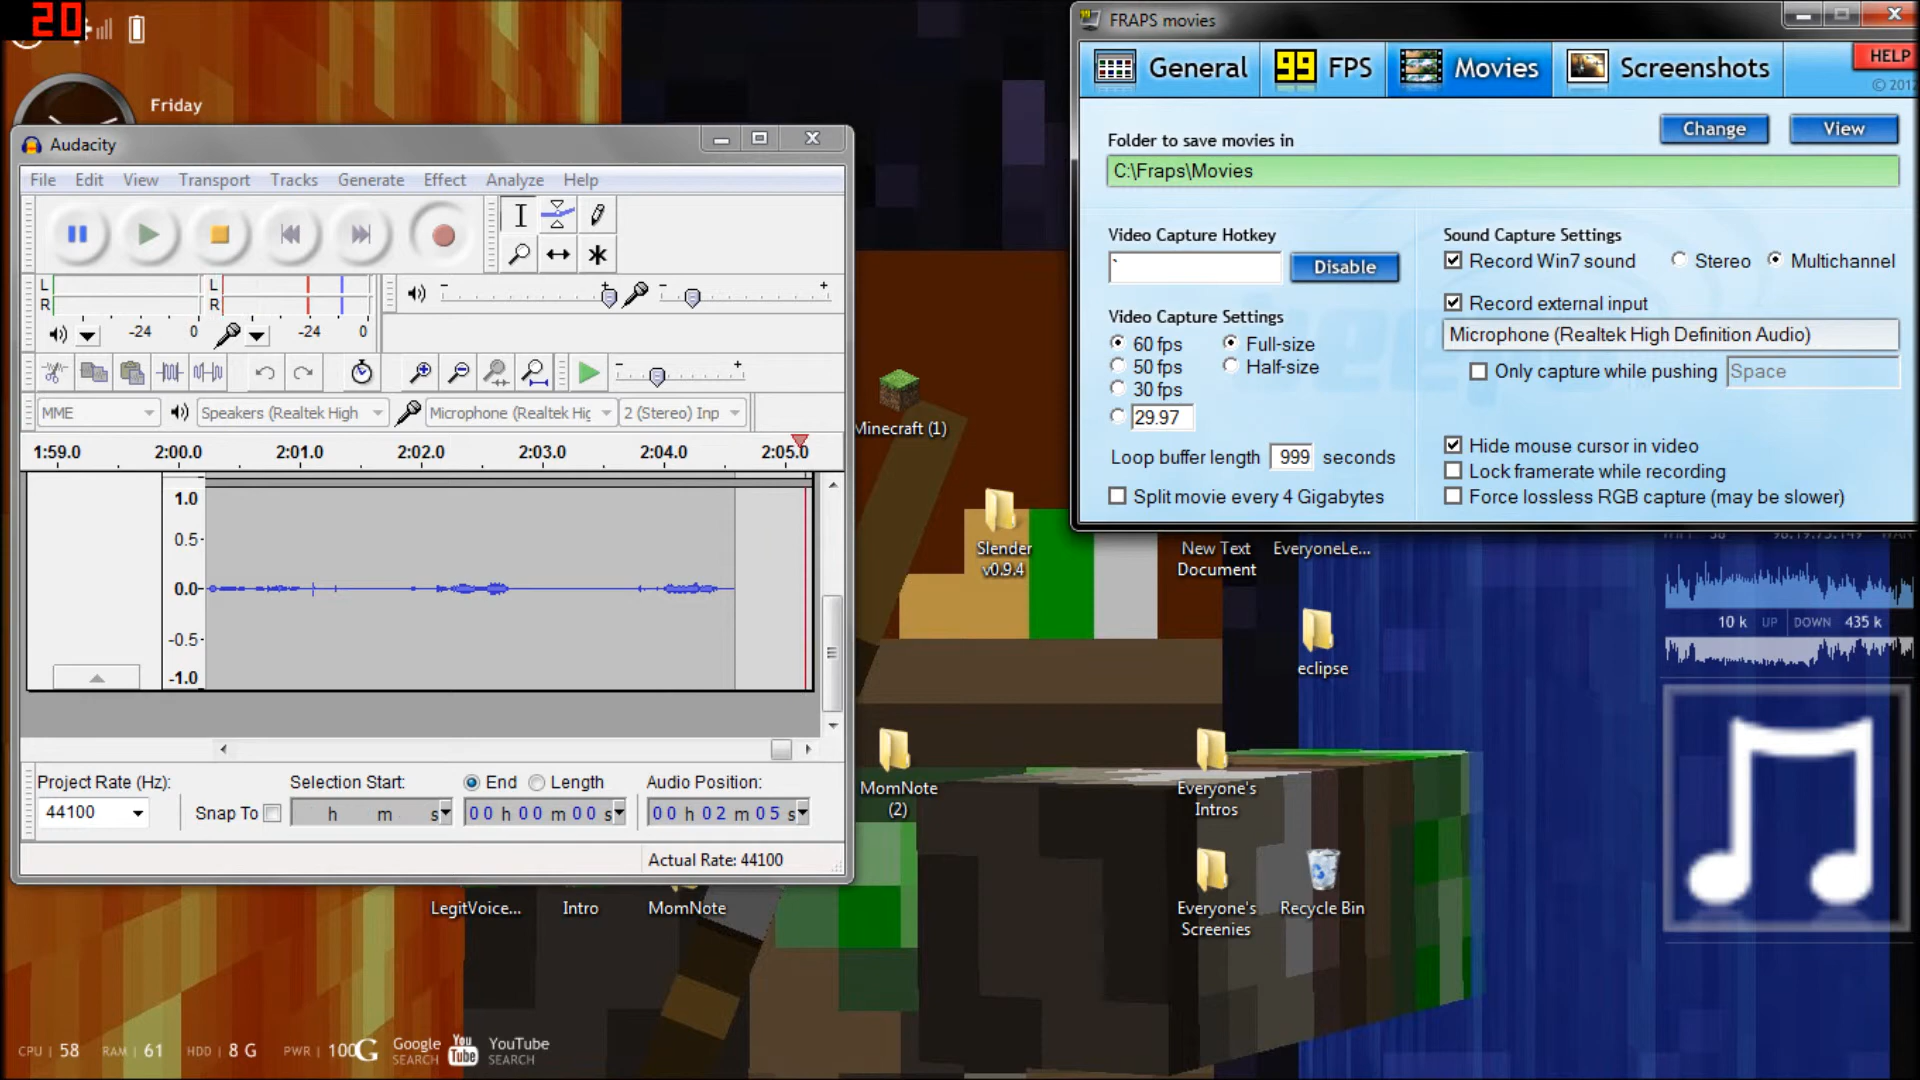 20
Friday
Audacity
File Edit View Transport Tracks Generate Effect Analyze Help
L
R
L
R
-24 0
-24 0
MME
Speakers (Realtek High
Microphone (Realtek Hig
2 (Stereo) Inp
1:59.0 2:00.0 2:01.0 2:02.0 2:03.0 2:04.0 2:05.0
1.0
0.5
0.0
-0.5
-1.0
Project Rate (Hz):
44100
Snap To
Selection Start:
h m s
End Length
00 h 00 m 00 s
Audio Position:
00 h 02 m 05 s
Actual Rate: 44100
FRAPS movies
General
99 FPS
Movies
Screenshots
HELP
© 2012
Folder to save movies in
Change
View
C:\Fraps\Movies
Video Capture Hotkey
`
Disable
Video Capture Settings
60 fps
50 fps
30 fps
29.97
Full-size
Half-size
Loop buffer length 999 seconds
Split movie every 4 Gigabytes
Sound Capture Settings
Record Win7 sound
Stereo
Multichannel
Record external input
Microphone (Realtek High Definition Audio)
Only capture while pushing
Space
Hide mouse cursor in video
Lock framerate while recording
Force lossless RGB capture (may be slower)
Minecraft (1)
Slender
v0.9.4
New Text
Document
EveryoneLe...
eclipse
10 k UP DOWN 435 k
MomNote
(2)
Everyone's
Intros
LegitVoice...
Intro
MomNote
Everyone's
Screenies
Recycle Bin
CPU | 58 RAM | 61 HDD | 8 G PWR | 100
G
Google
SEARCH
You
Tube
YouTube
SEARCH